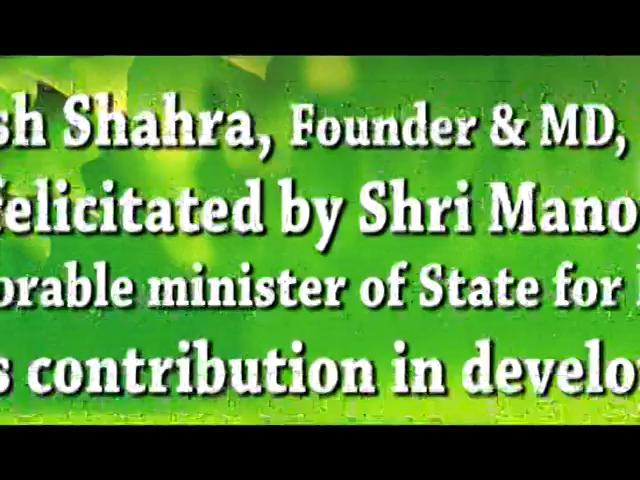 sh Shahra, Founder & MD,
felicitated by Shri Mano
orable minister of State for
s contribution in develo